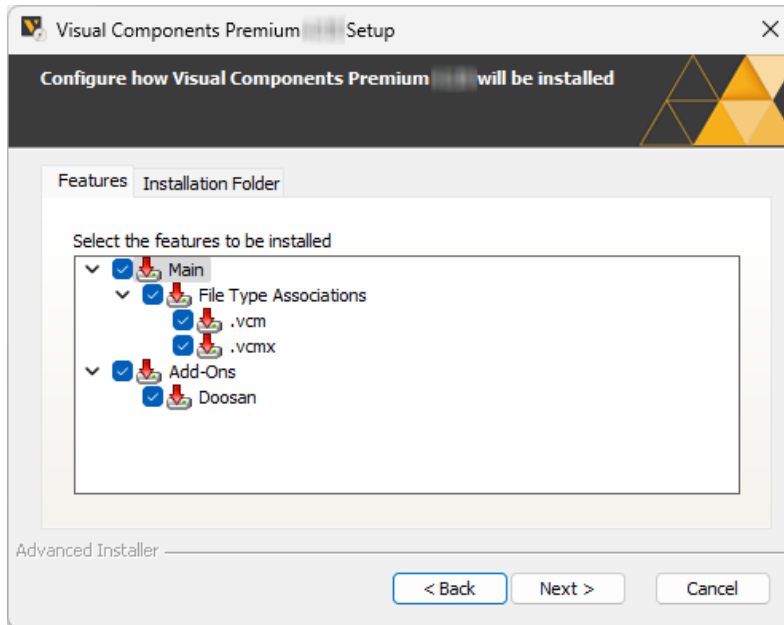 Visual Components Premium Setup
Configure how Visual Components Premium will be installed
Features Installation Folder
Select the features to be installed
Main
File Type Associations
.vcm
.vcmx
Add-Ons
Doosan
Advanced Installer
< Back Next > Cancel